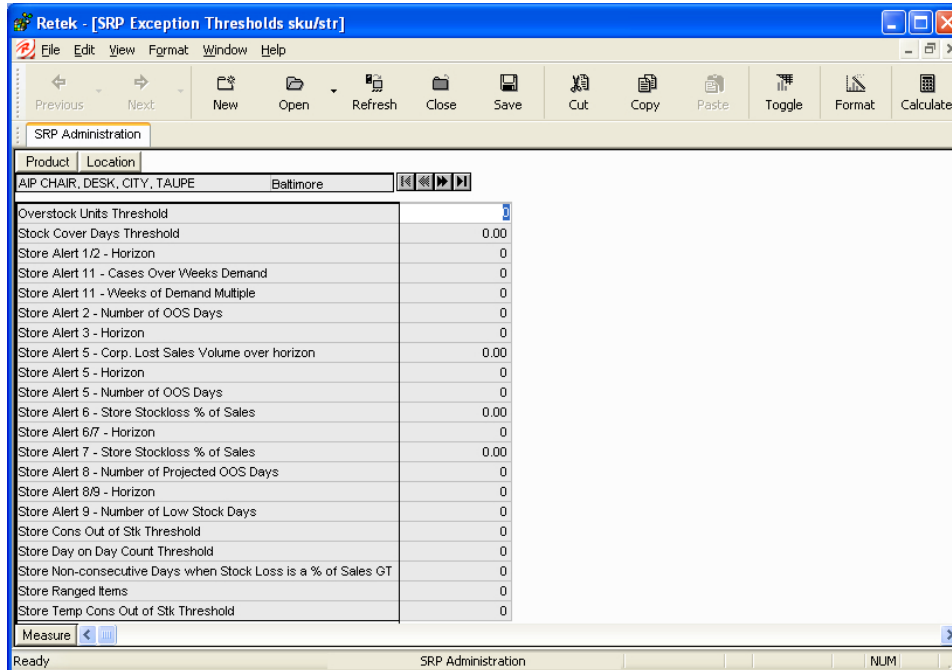 Retek - [SRP Exception Thresholds sku/str]
File Edit View Format Window Help
Previous Next New Open Refresh Close Save Cut Copy Paste Toggle Format Calculate
SRP Administration
Product Location
AIP CHAIR, DESK, CITY, TAUPE Baltimore
Overstock Units Threshold 0
Stock Cover Days Threshold 0.00
Store Alert 1/2 - Horizon 0
Store Alert 11 - Cases Over Weeks Demand 0
Store Alert 11 - Weeks of Demand Multiple 0
Store Alert 2 - Number of OOS Days 0
Store Alert 3 - Horizon 0
Store Alert 5 - Corp. Lost Sales Volume over horizon 0.00
Store Alert 5 - Horizon 0
Store Alert 5 - Number of OOS Days 0
Store Alert 6 - Store Stockloss % of Sales 0.00
Store Alert 6/7 - Horizon 0
Store Alert 7 - Store Stockloss % of Sales 0.00
Store Alert 8 - Number of Projected OOS Days 0
Store Alert 8/9 - Horizon 0
Store Alert 9 - Number of Low Stock Days 0
Store Cons Out of Stk Threshold 0
Store Day on Day Count Threshold 0
Store Non-consecutive Days when Stock Loss is a % of Sales GT 0
Store Ranged Items 0
Store Temp Cons Out of Stk Threshold 0
Measure
Ready SRP Administration NUM